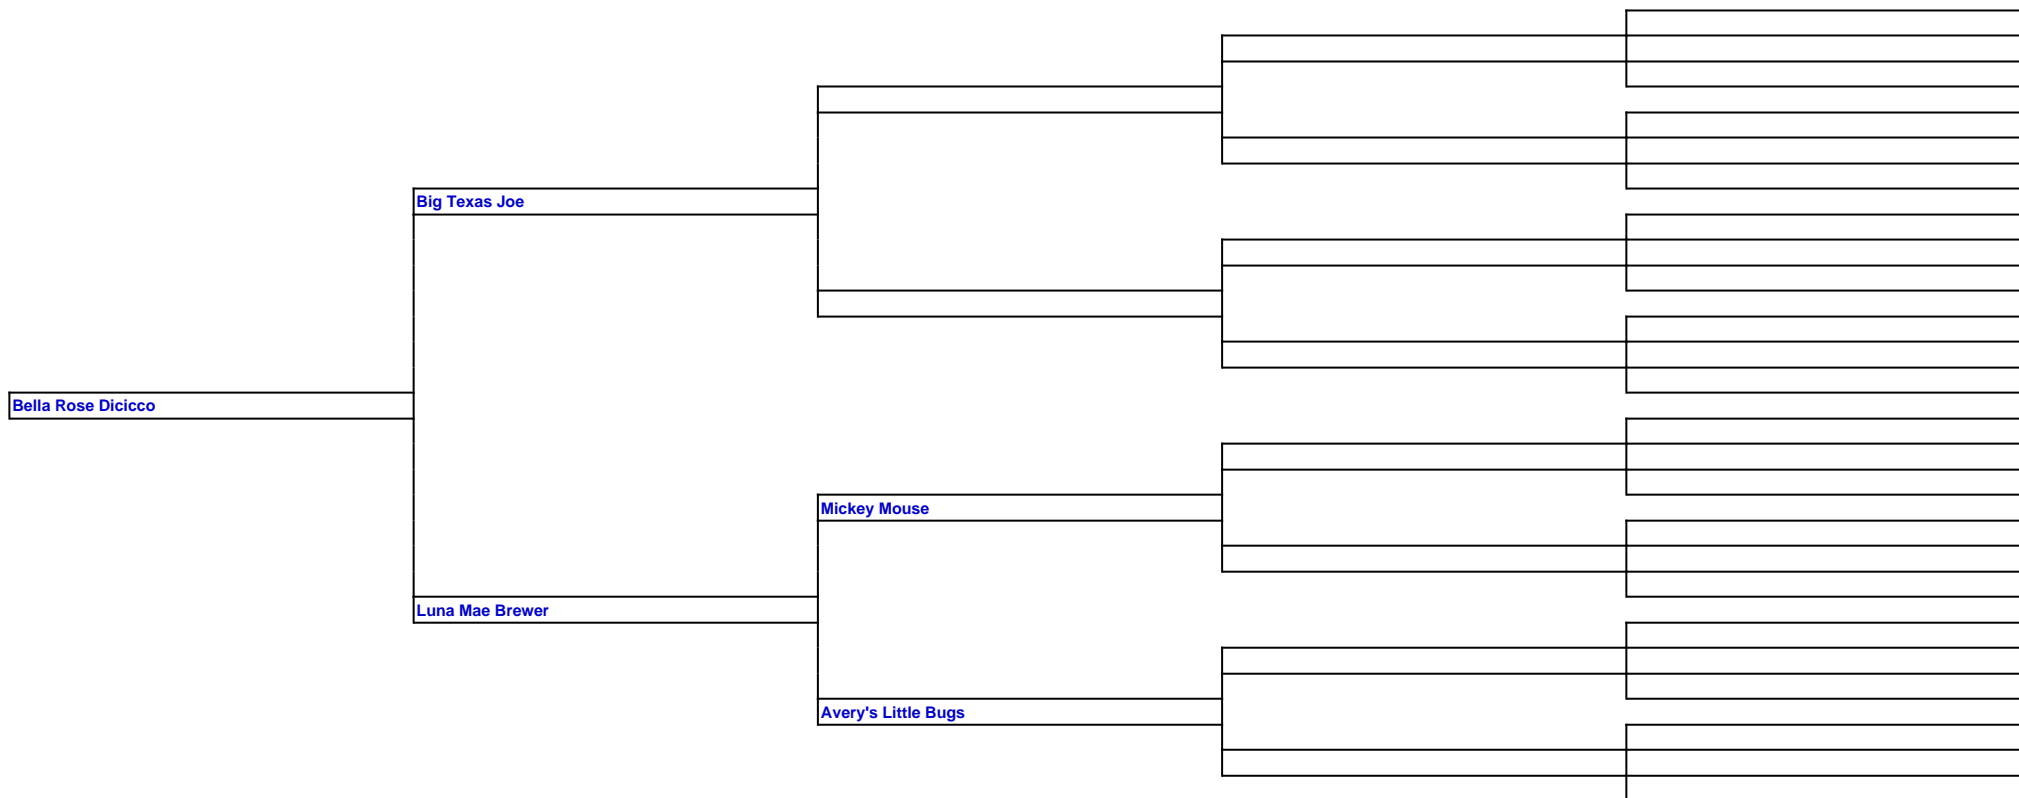 Big Texas Joe
Bella Rose Dicicco
Mickey Mouse
Luna Mae Brewer
Avery's Little Bugs